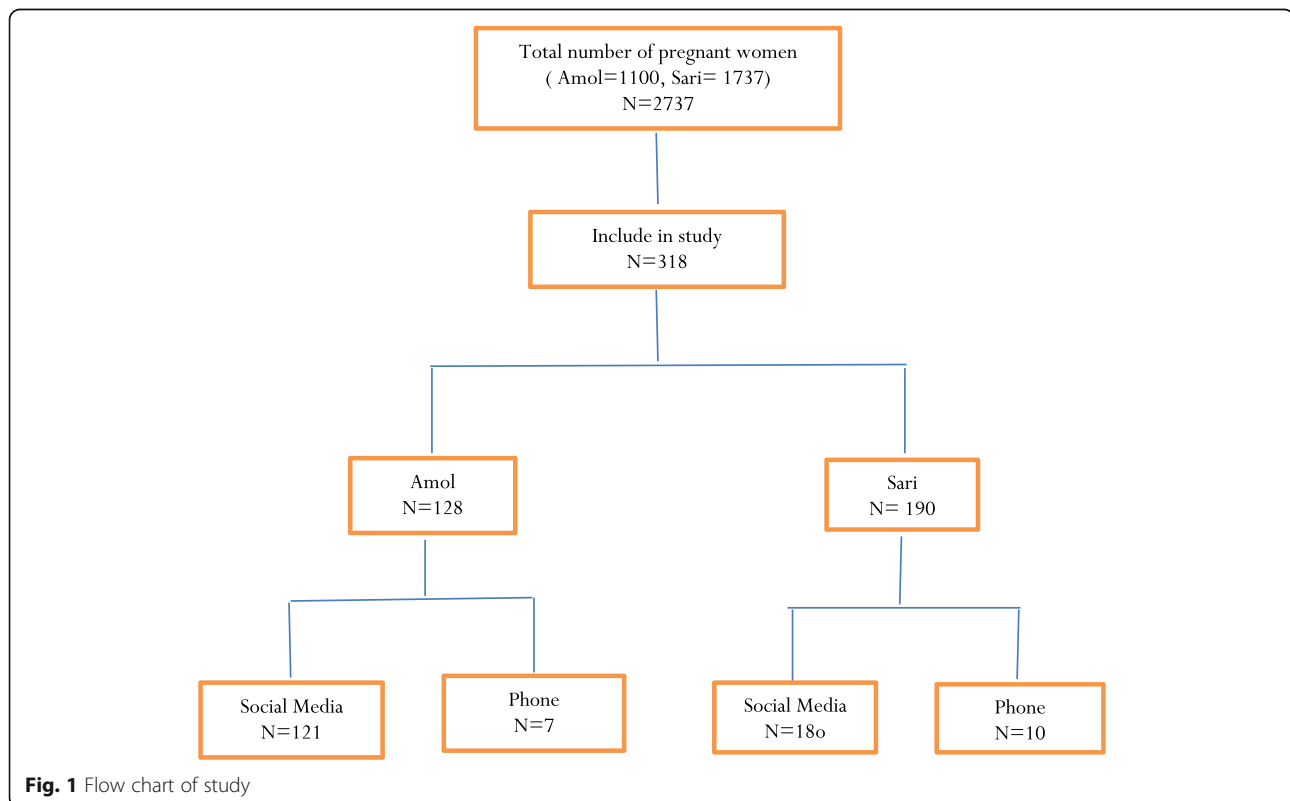 Total number of pregnant women
( Amol=1100, Sari= 1737)
N=2737
Include in study
N=318
Amol
N=128
Sari
N= 190
Social Media
N=121
Phone
N=7
Social Media
N=18o
Phone
N=10
Fig. 1 Flow chart of study